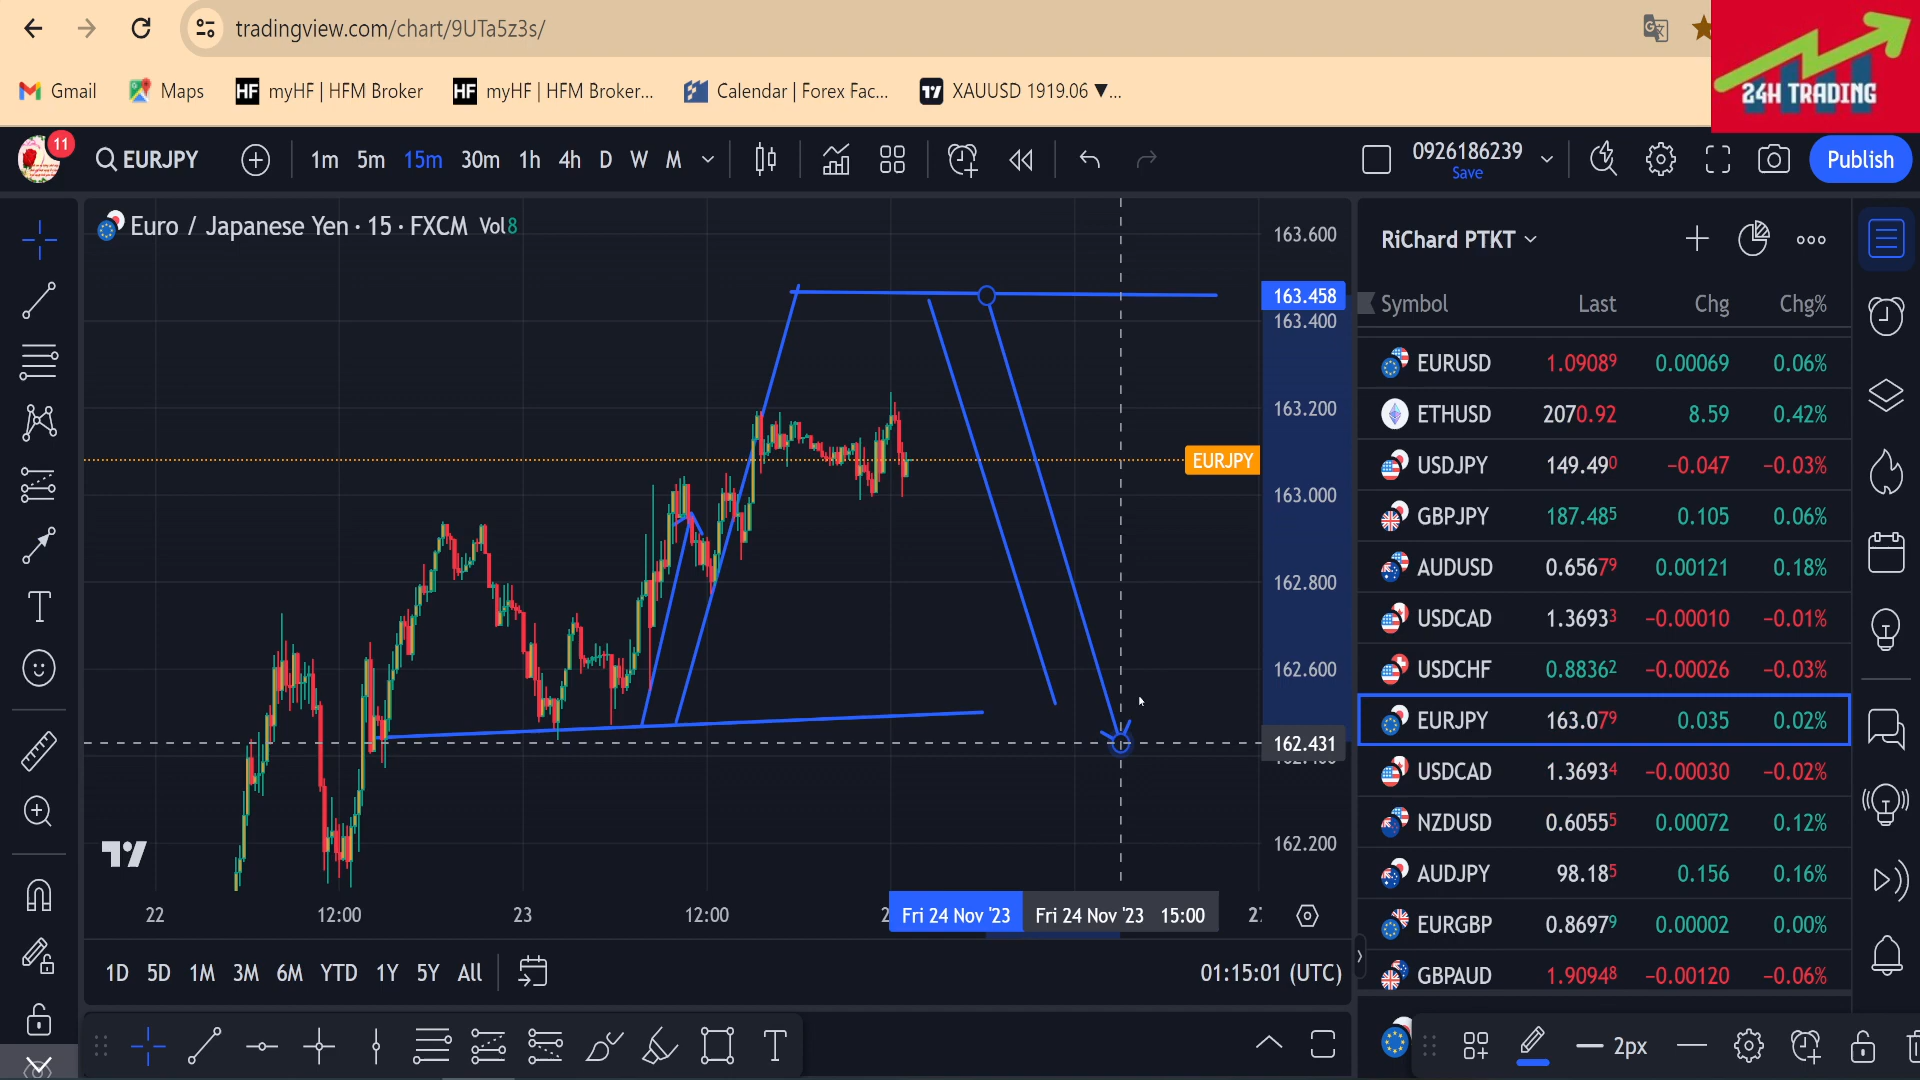 tradingview.com/chart/9UTa5z3s/
Gmail Maps HF myHF | HFM Broker HF myHF | HFM Broker... Calendar | Forex Fac... XAUUSD 1919.06 ▼...
24H TRADING
11 EURJPY 1m 5m 15m 30m 1h 4h D W M 0926186239 Save Publish
Euro / Japanese Yen · 15 · FXCM Vol8
163.600
163.458
163.400
163.200
EURJPY
163.000
162.800
162.600
162.431
162.200
22 12:00 23 12:00 Fri 24 Nov '23 Fri 24 Nov '23 15:00
1D 5D 1M 3M 6M YTD 1Y 5Y All 01:15:01 (UTC)
RiChard PTKT
Symbol Last Chg Chg%
EURUSD 1.09089 0.00069 0.06%
ETHUSD 2070.92 8.59 0.42%
USDJPY 149.490 −0.047 −0.03%
GBPJPY 187.485 0.105 0.06%
AUDUSD 0.65679 0.00121 0.18%
USDCAD 1.36933 −0.00010 −0.01%
USDCHF 0.88362 −0.00026 −0.03%
EURJPY 163.079 0.035 0.02%
USDCAD 1.36934 −0.00030 −0.02%
NZDUSD 0.60555 0.00072 0.12%
AUDJPY 98.185 0.156 0.16%
EURGBP 0.86979 0.00002 0.00%
GBPAUD 1.90948 −0.00120 −0.06%
2px